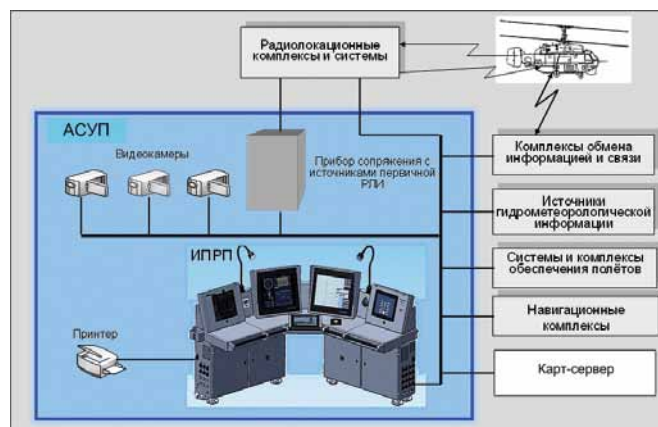 Радиолокационные
комплексы и системы
АСУП
Видеокамеры
Прибор сопряжения с
источниками первичной
РЛИ
Комплексы обмена
информацией и связи
Источники
гидрометеорологической
информации
Системы и комплексы
обеспечения полётов
Навигационные
комплексы
Карт-сервер
ИПРП
Принтер